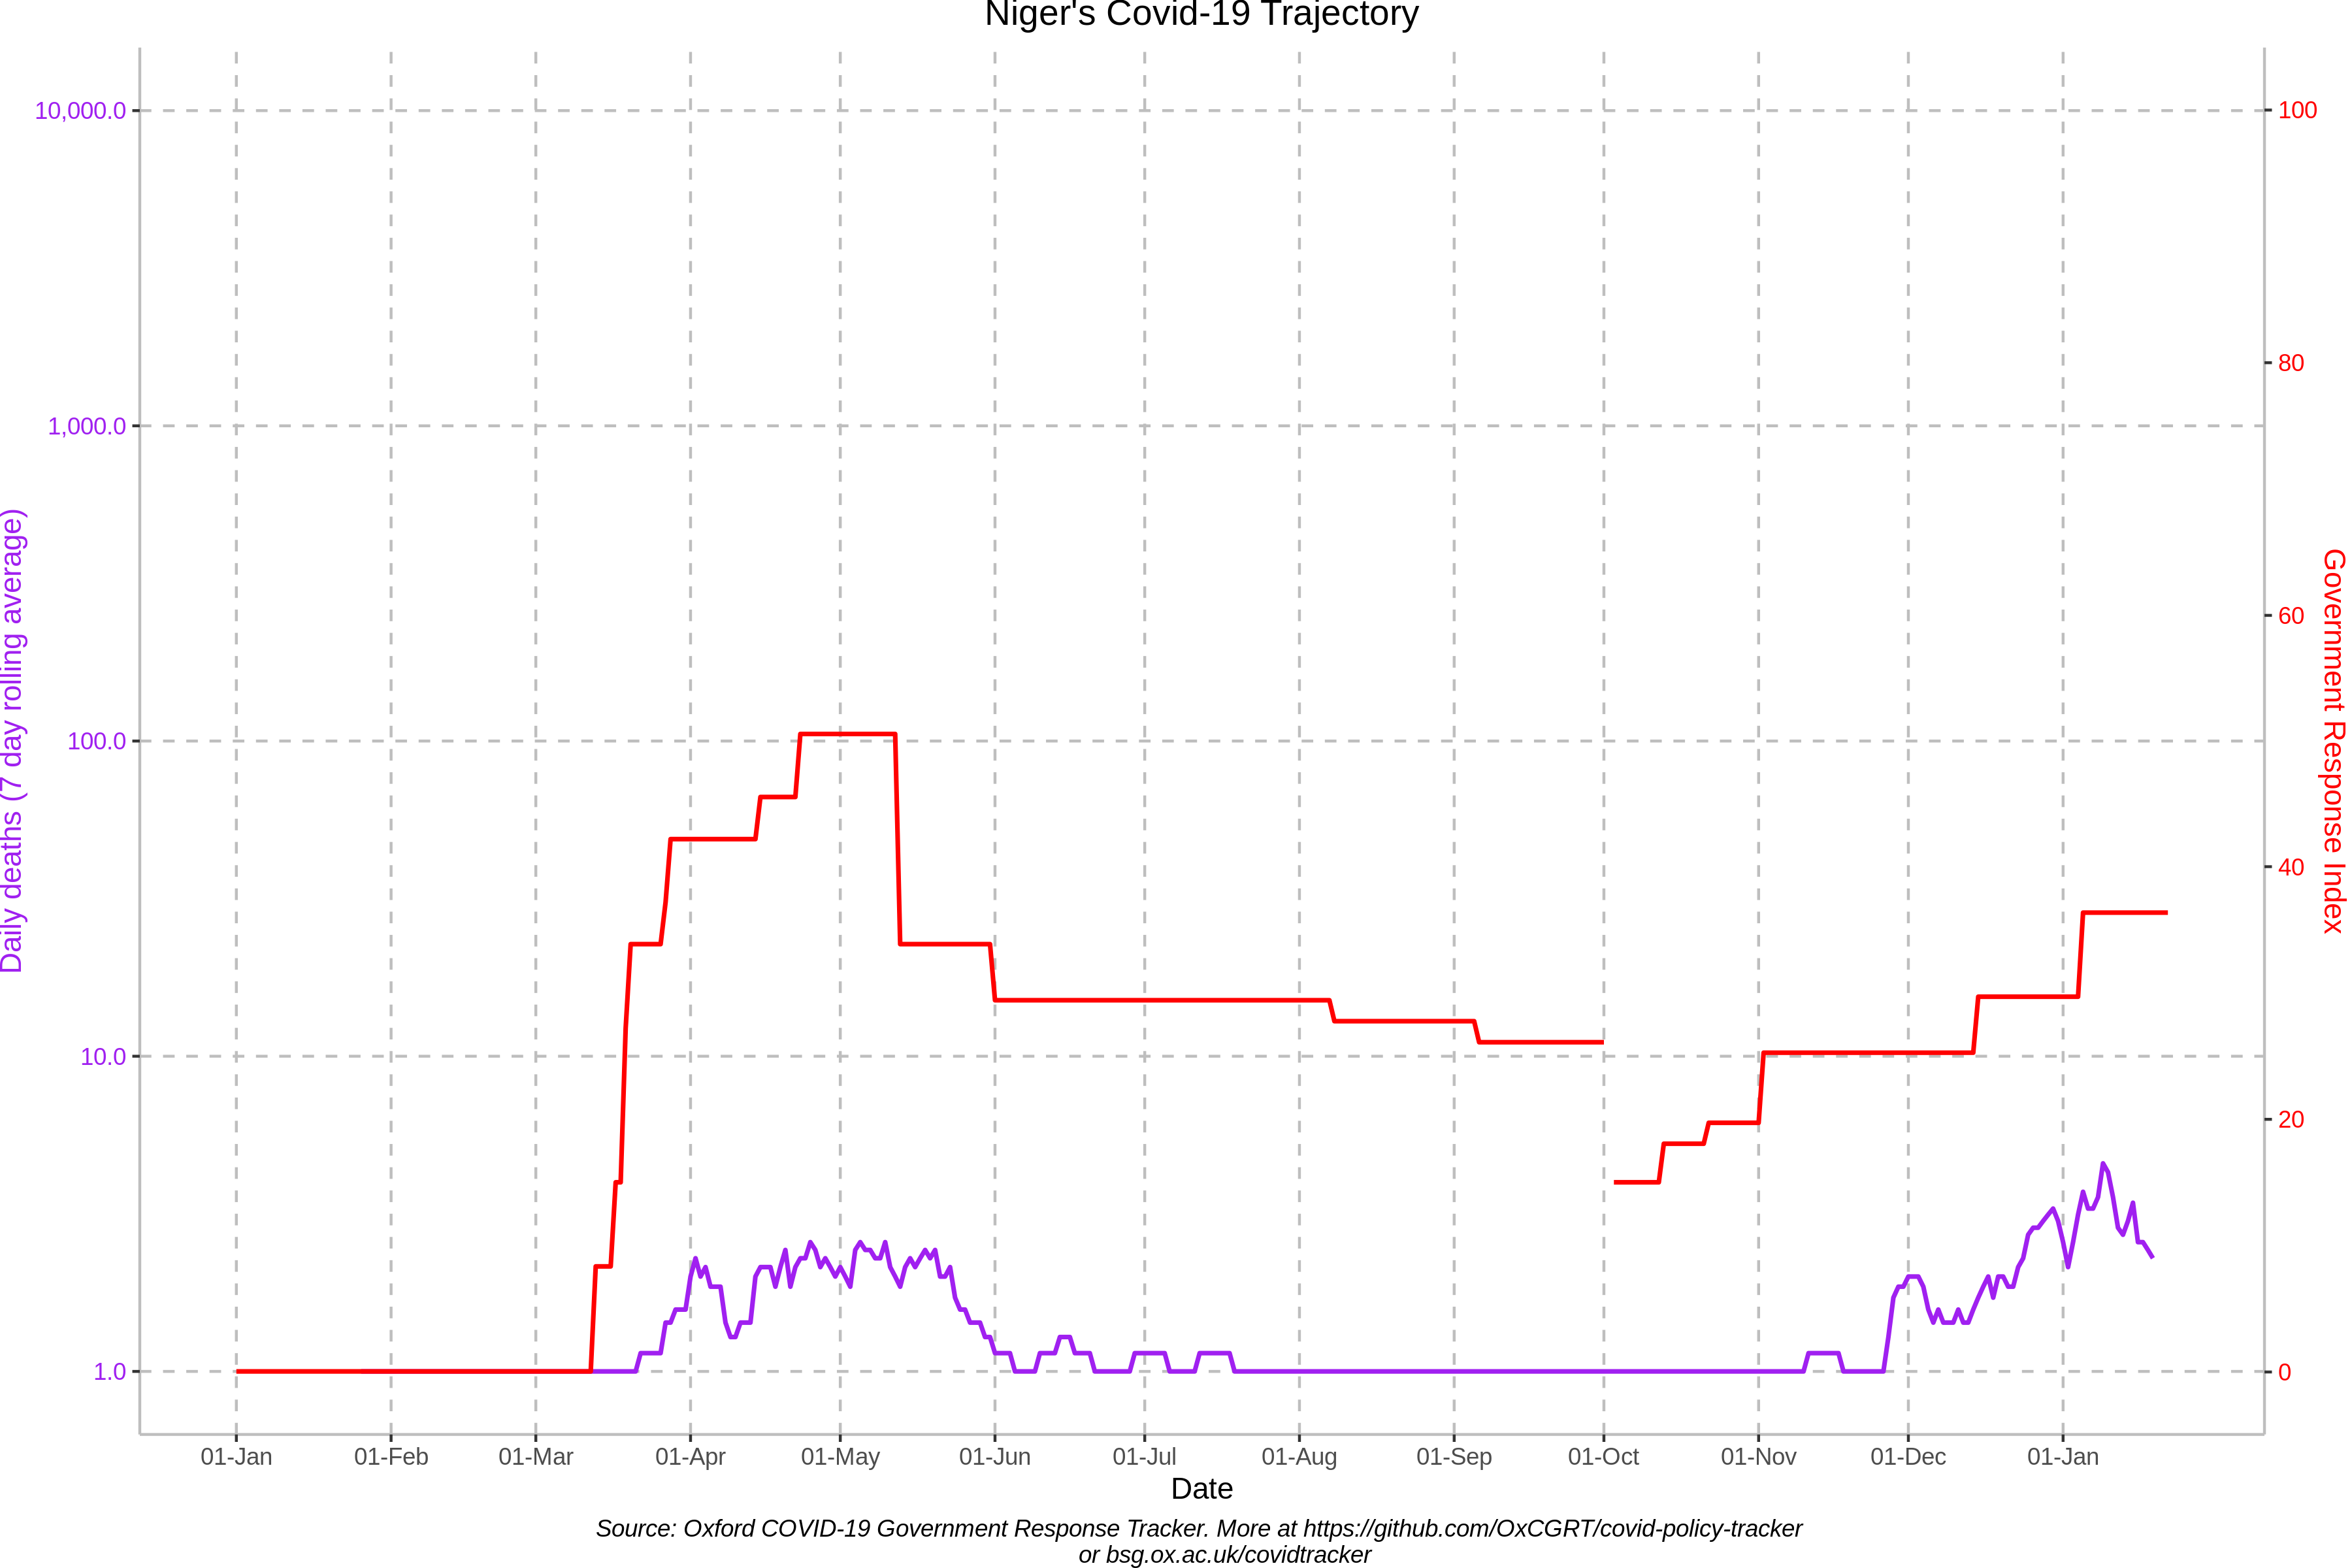 Niger's Covid-19 Trajectory
10,000.0
1,000.0
100.0
10.0
1.0
Daily deaths (7 day rolling average)
100
80
60
40
20
0
Government Response Index
01-Jan 01-Feb 01-Mar 01-Apr 01-May 01-Jun 01-Jul 01-Aug 01-Sep 01-Oct 01-Nov 01-Dec 01-Jan
Date
Source: Oxford COVID-19 Government Response Tracker. More at https://github.com/OxCGRT/covid-policy-tracker
or bsg.ox.ac.uk/covidtracker